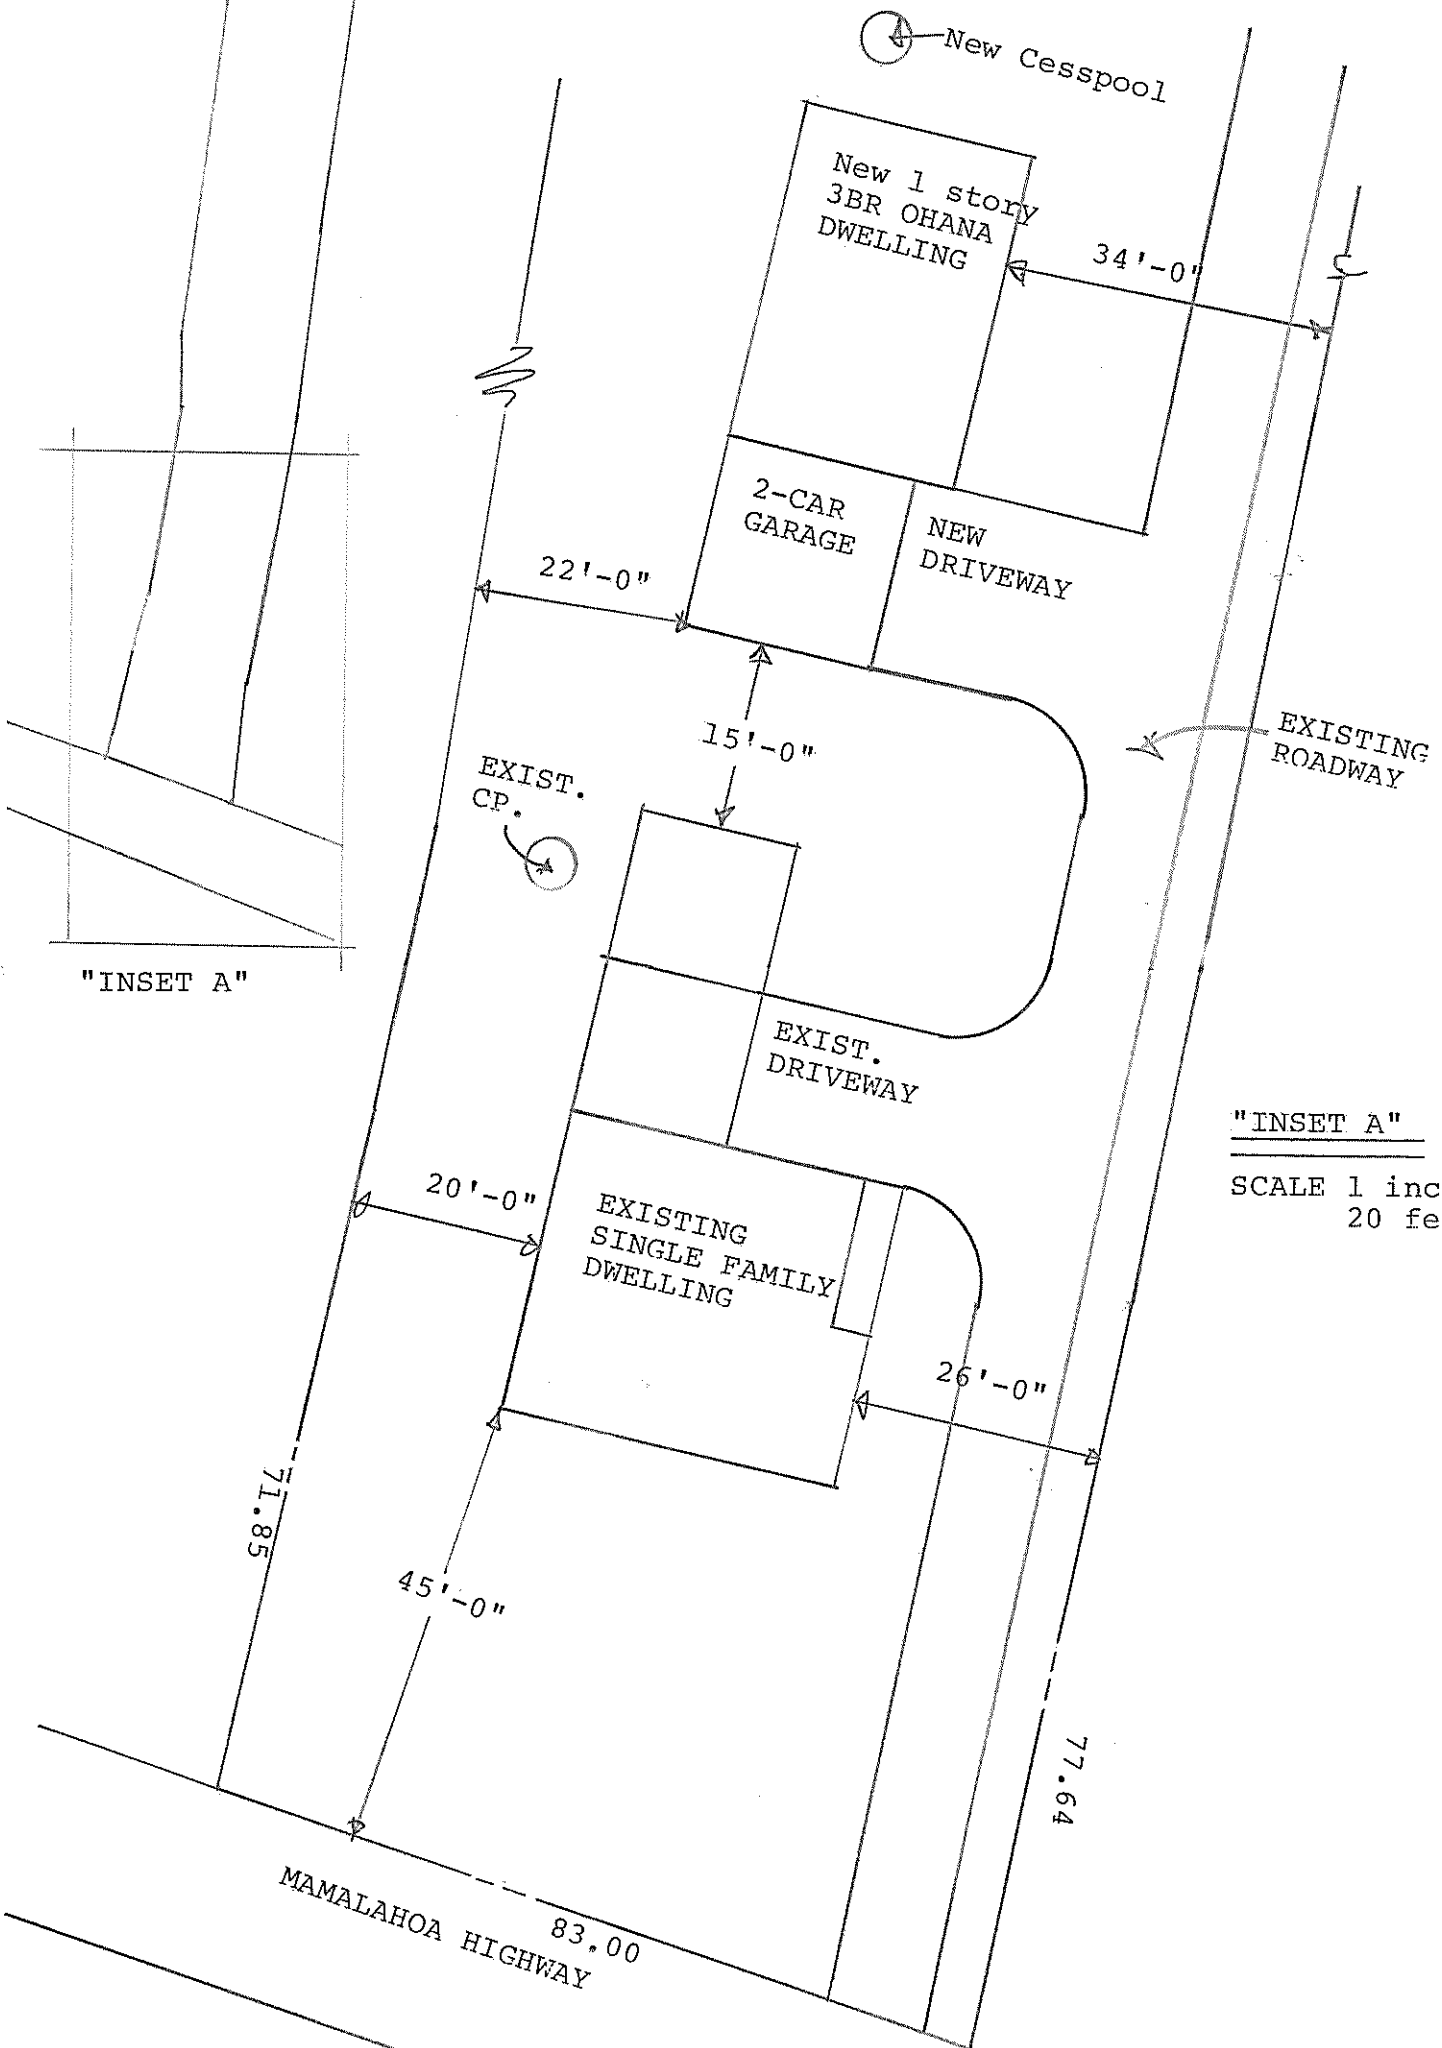 New Cesspool
New 1 story
3BR OHANA
DWELLING
34'-0"
2-CAR
GARAGE
NEW
DRIVEWAY
22'-0"
15'-0"
EXISTING
ROADWAY
EXIST.
CP.
"INSET A"
EXIST.
DRIVEWAY
"INSET A"
SCALE 1 inc
20 fe
20'-0"
EXISTING
SINGLE FAMILY
DWELLING
26'-0"
71.85
45'-0"
77.64
83.00
MAMALAHOA HIGHWAY